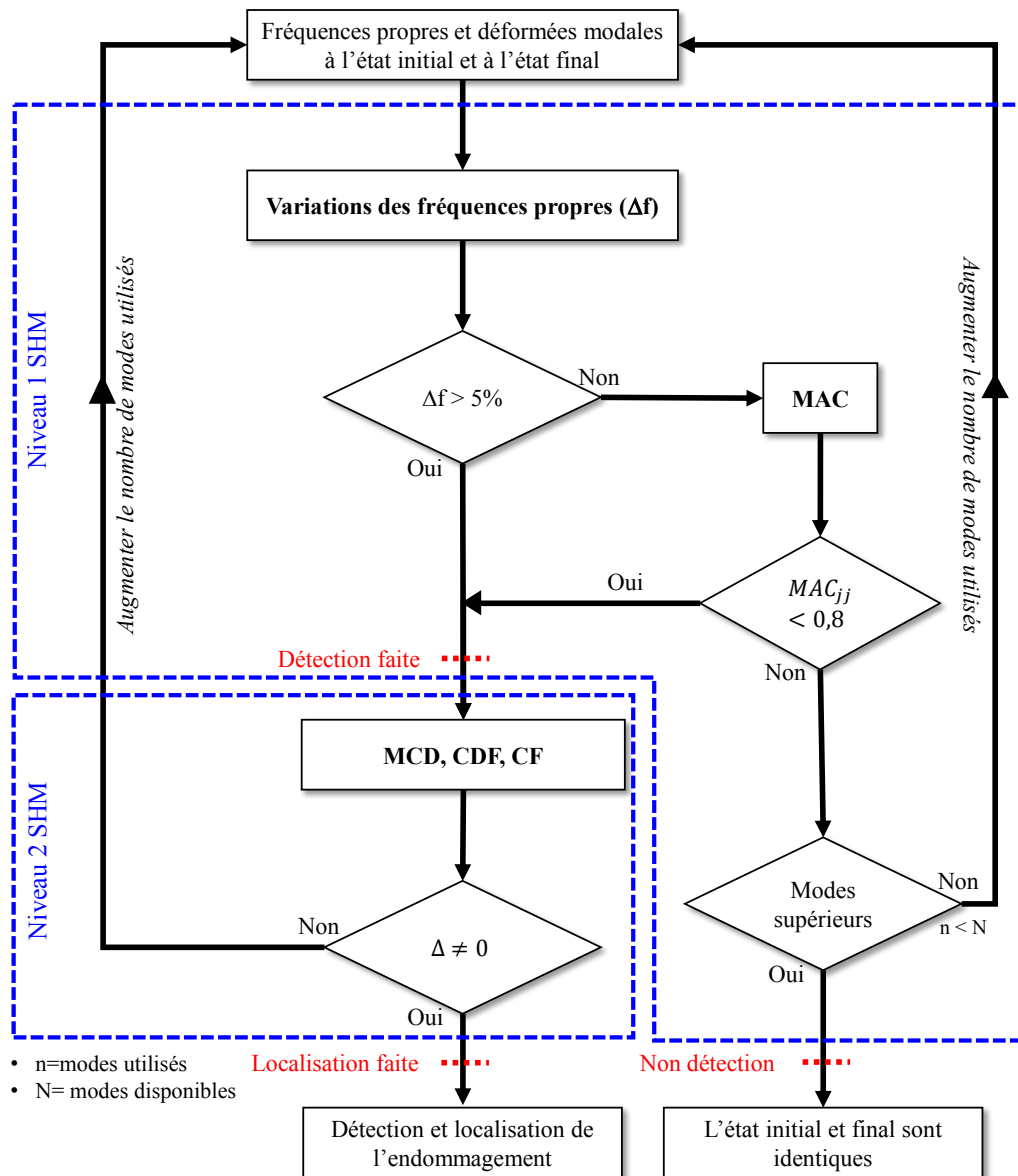 Fréquences propres et déformées modales
à l'état initial et à l'état final
Variations des fréquences propres (Δf)
Niveau 1 SHM
Augmenter le nombre de modes utilisés
Δf > 5%
Non
MAC
Oui
Augmenter le nombre de modes utilisés
MAC_{jj}
< 0,8
Oui
Non
Détection faite
Niveau 2 SHM
MCD, CDF, CF
Δ ≠ 0
Non
Oui
Modes
supérieurs
Non
n < N
Oui
• n=modes utilisés
• N= modes disponibles
Localisation faite
Non détection
Détection et localisation de
l'endommagement
L'état initial et final sont
identiques